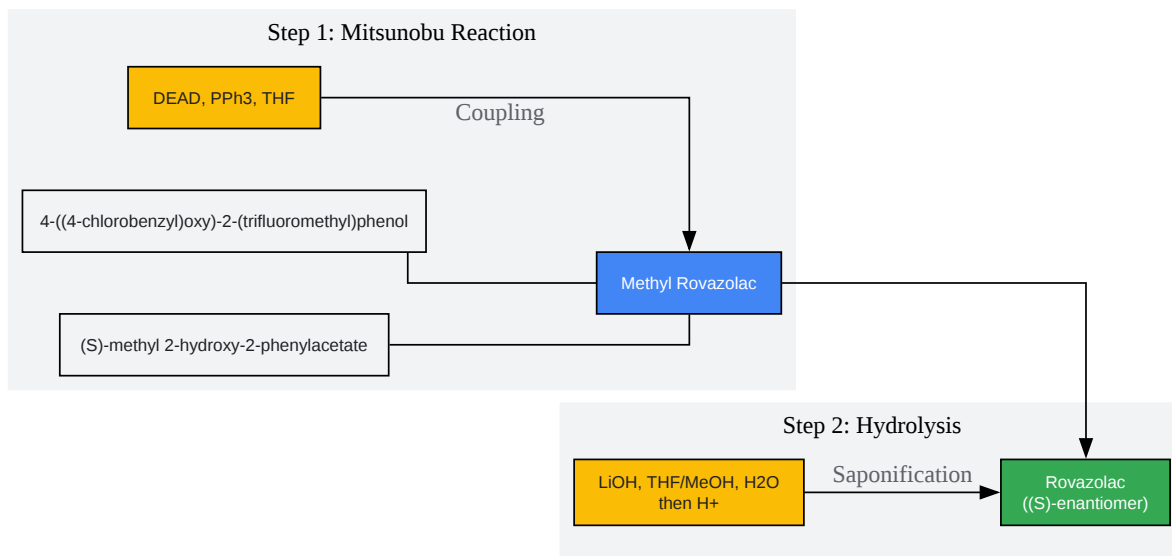 Step 1: Mitsunobu Reaction
DEAD, PPh3, THF
Coupling
4-((4-chlorobenzyl)oxy)-2-(trifluoromethyl)phenol
Methyl Rovazolac
(S)-methyl 2-hydroxy-2-phenylacetate
Step 2: Hydrolysis
LiOH, THF/MeOH, H2O
then H+
Saponification
Rovazolac
((S)-enantiomer)